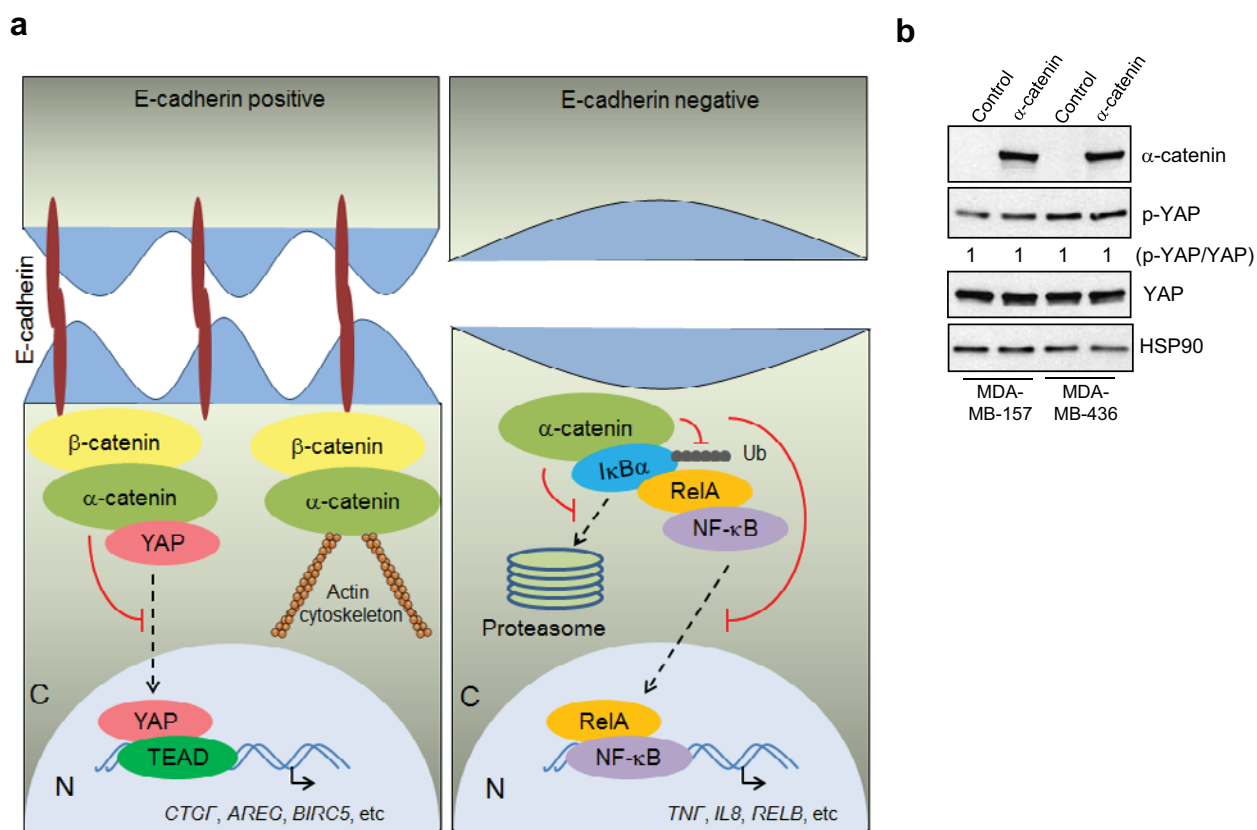 a
E-cadherin positive
E-cadherin
β-catenin
α-catenin
YAP
β-catenin
α-catenin
Actin
cytoskeleton
C
YAP
TEAD
N
CTGF, AREG, BIRC5, etc
E-cadherin negative
α-catenin
IκBα
Ub
RelA
NF-κB
Proteasome
C
RelA
NF-κB
N
TNF, IL8, RELB, etc
b
Control
α-catenin
Control
α-catenin
α-catenin
p-YAP
1 1 1 1 (p-YAP/YAP)
YAP
HSP90
MDA-
MB-157
MDA-
MB-436